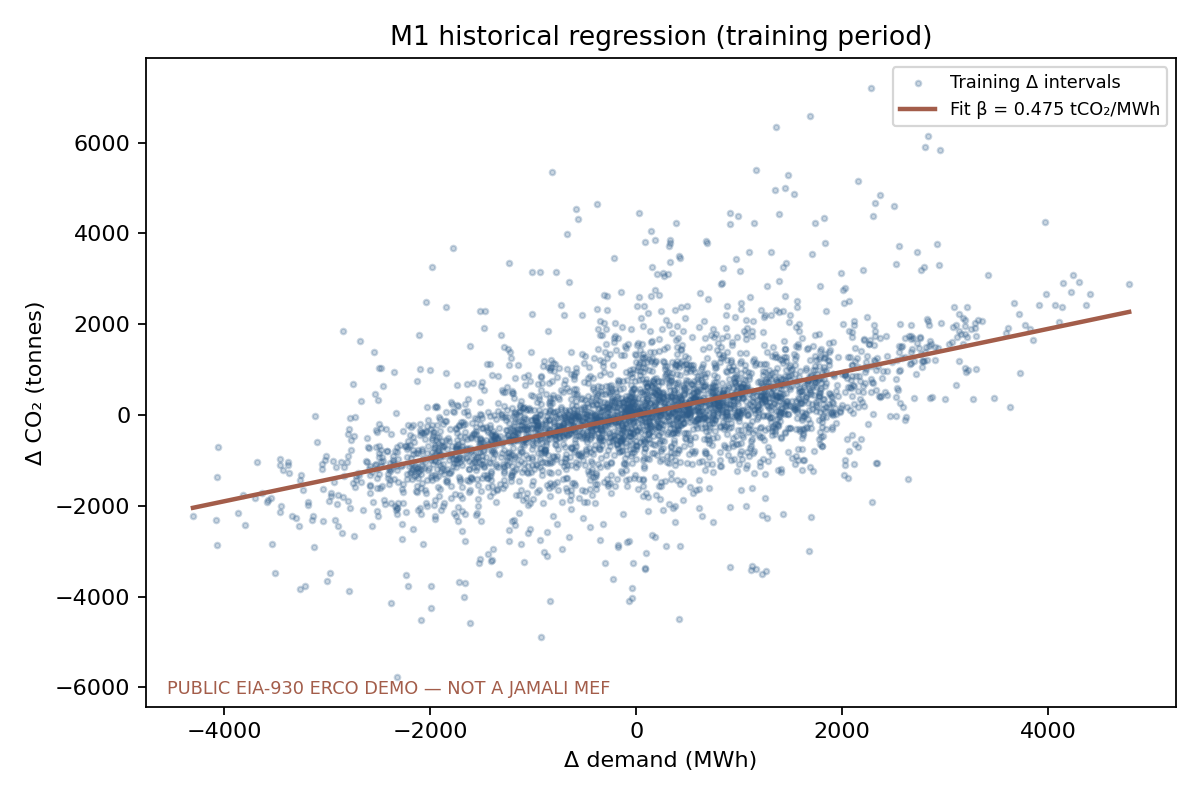 M1 historical regression (training period)
Training Δ intervals
Fit β = 0.475 tCO₂/MWh
6000
4000
2000
0
−2000
−4000
−6000
Δ CO₂ (tonnes)
PUBLIC EIA-930 ERCO DEMO — NOT A JAMALI MEF
−4000
−2000
0
2000
4000
Δ demand (MWh)